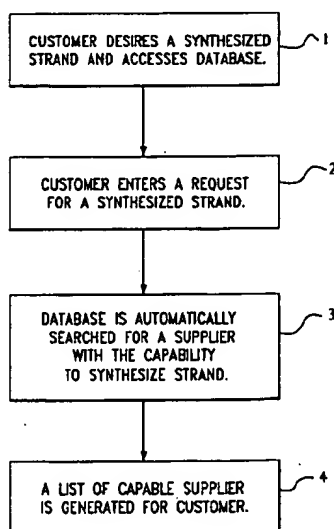 CUSTOMER DESIRES A SYNTHESIZED
STRAND AND ACCESSES DATABASE.
1
CUSTOMER ENTERS A REQUEST
FOR A SYNTHESIZED STRAND.
2
DATABASE IS AUTOMATICALLY
SEARCHED FOR A SUPPLIER
WITH THE CAPABILITY
TO SYNTHESIZE STRAND.
3
A LIST OF CAPABLE SUPPLIER
IS GENERATED FOR CUSTOMER.
4